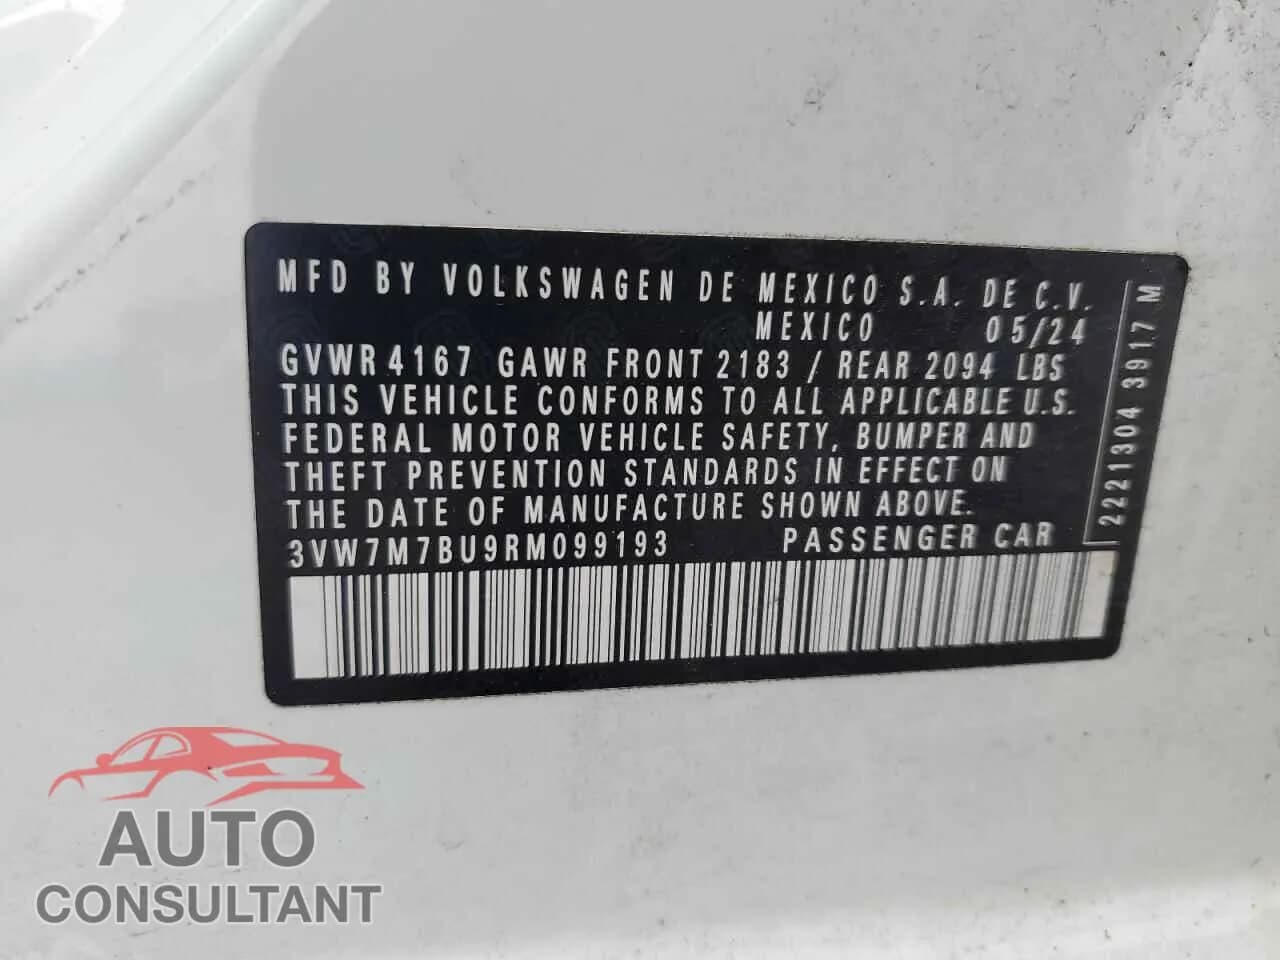 MFD BY VOLKSWAGEN DE MEXICO S.A. DE C.V.
MEXICO 05/24
GVWR 4167 GAWR FRONT 2183 / REAR 2094 LBS
THIS VEHICLE CONFORMS TO ALL APPLICABLE U.S.
FEDERAL MOTOR VEHICLE SAFETY, BUMPER AND
THEFT PREVENTION STANDARDS IN EFFECT ON
THE DATE OF MANUFACTURE SHOWN ABOVE.
3VW7M7BU9RM099193 PASSENGER CAR
2221304 3917 M
AUTO
CONSULTANT